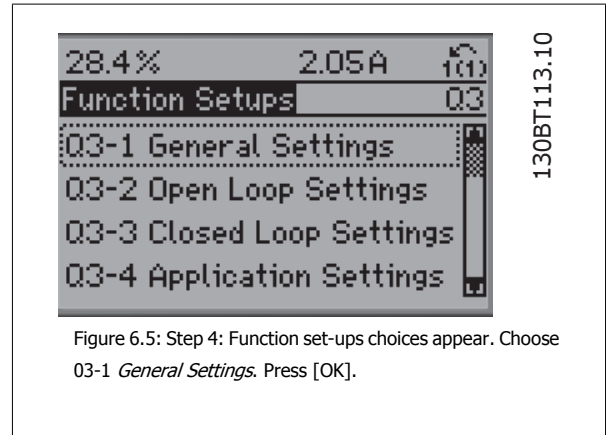 28.4% 2.05A 1(1)
Function Setups Q3
Q3-1 General Settings
Q3-2 Open Loop Settings
Q3-3 Closed Loop Settings
Q3-4 Application Settings
130BT113.10
Figure 6.5: Step 4: Function set-ups choices appear. Choose
03-1 General Settings. Press [OK].